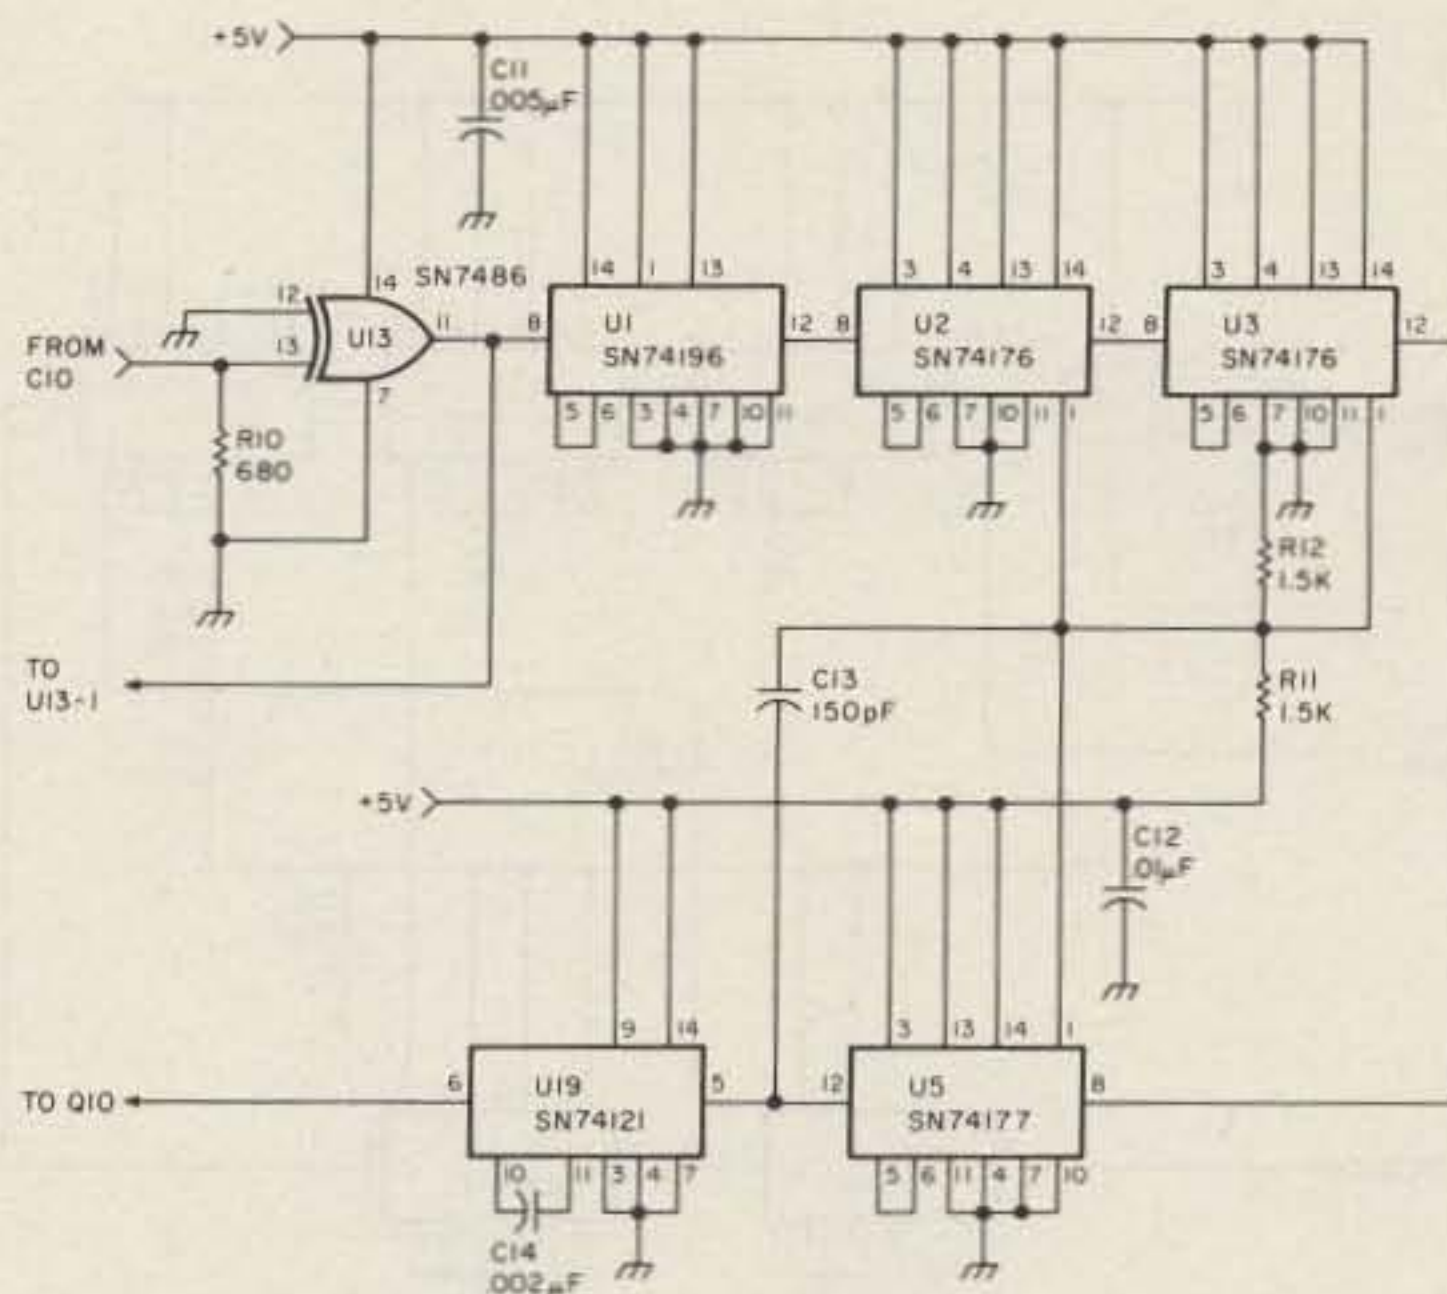 +5V
C11
.005µF
14
1
13
3
4
13
14
3
4
13
14
SN7486
12
14
13
U13
11
7
FROM
C10
8
U1
SN74196
12
8
U2
SN74176
12
8
U3
SN74176
12
5
6
3
4
7
10
11
5
6
7
10
11
1
5
6
7
10
11
1
R10
680
R12
1.5K
TO
U13-1
C13
150pF
R11
1.5K
+5V
C12
.01µF
9
14
3
13
14
1
TO Q10
6
U19
SN74121
5
12
U5
SN74177
8
10
11
3
4
7
5
6
11
4
7
10
C14
.002µF